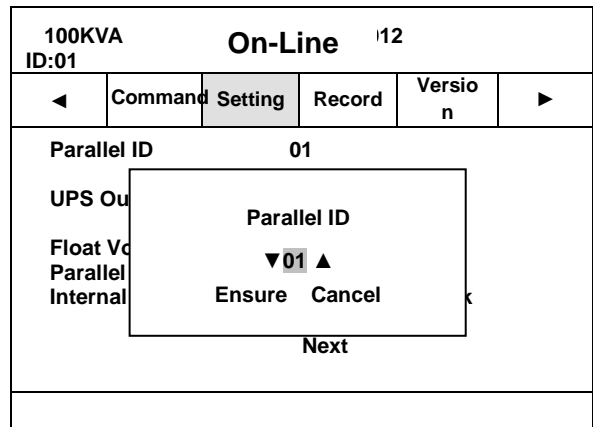 100KVA
ID:01
On-Line 012
◄ Command Setting Record Versio
n ►
Parallel ID 01
UPS Ou
Float Vo
Parallel
Internal k
Parallel ID
▼01 ▲
Ensure Cancel
Next